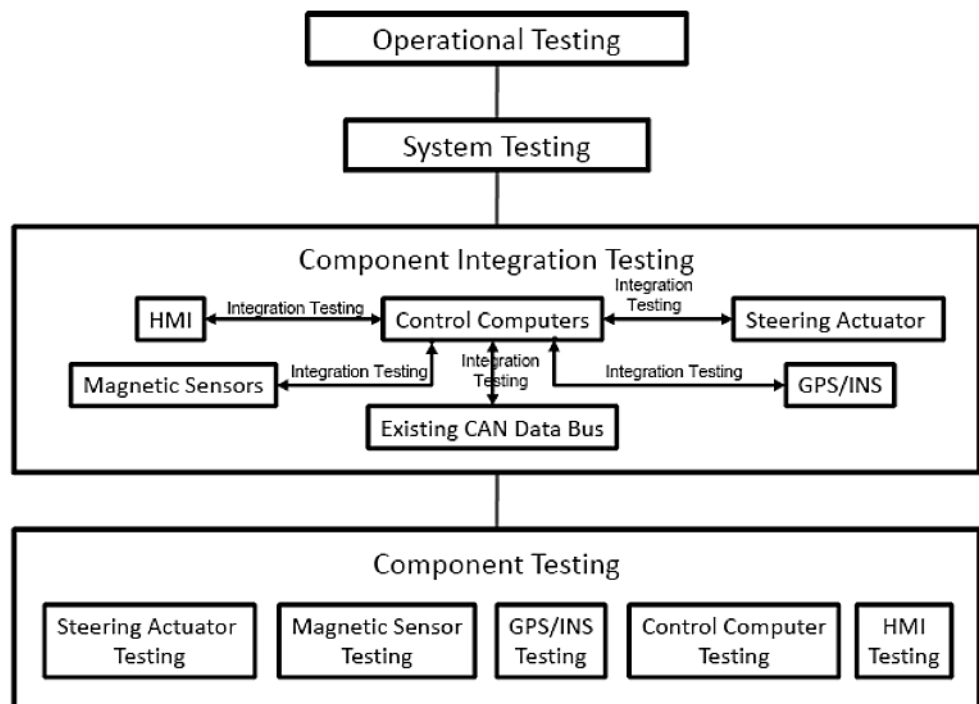 Operational Testing
System Testing
Component Integration Testing
Integration
Testing
HMI
Integration Testing
Control Computers
Steering Actuator
Magnetic Sensors
Integration Testing
Integration
Testing
Integration Testing
GPS/INS
Existing CAN Data Bus
Component Testing
Steering Actuator
Testing
Magnetic Sensor
Testing
GPS/INS
Testing
Control Computer
Testing
HMI
Testing